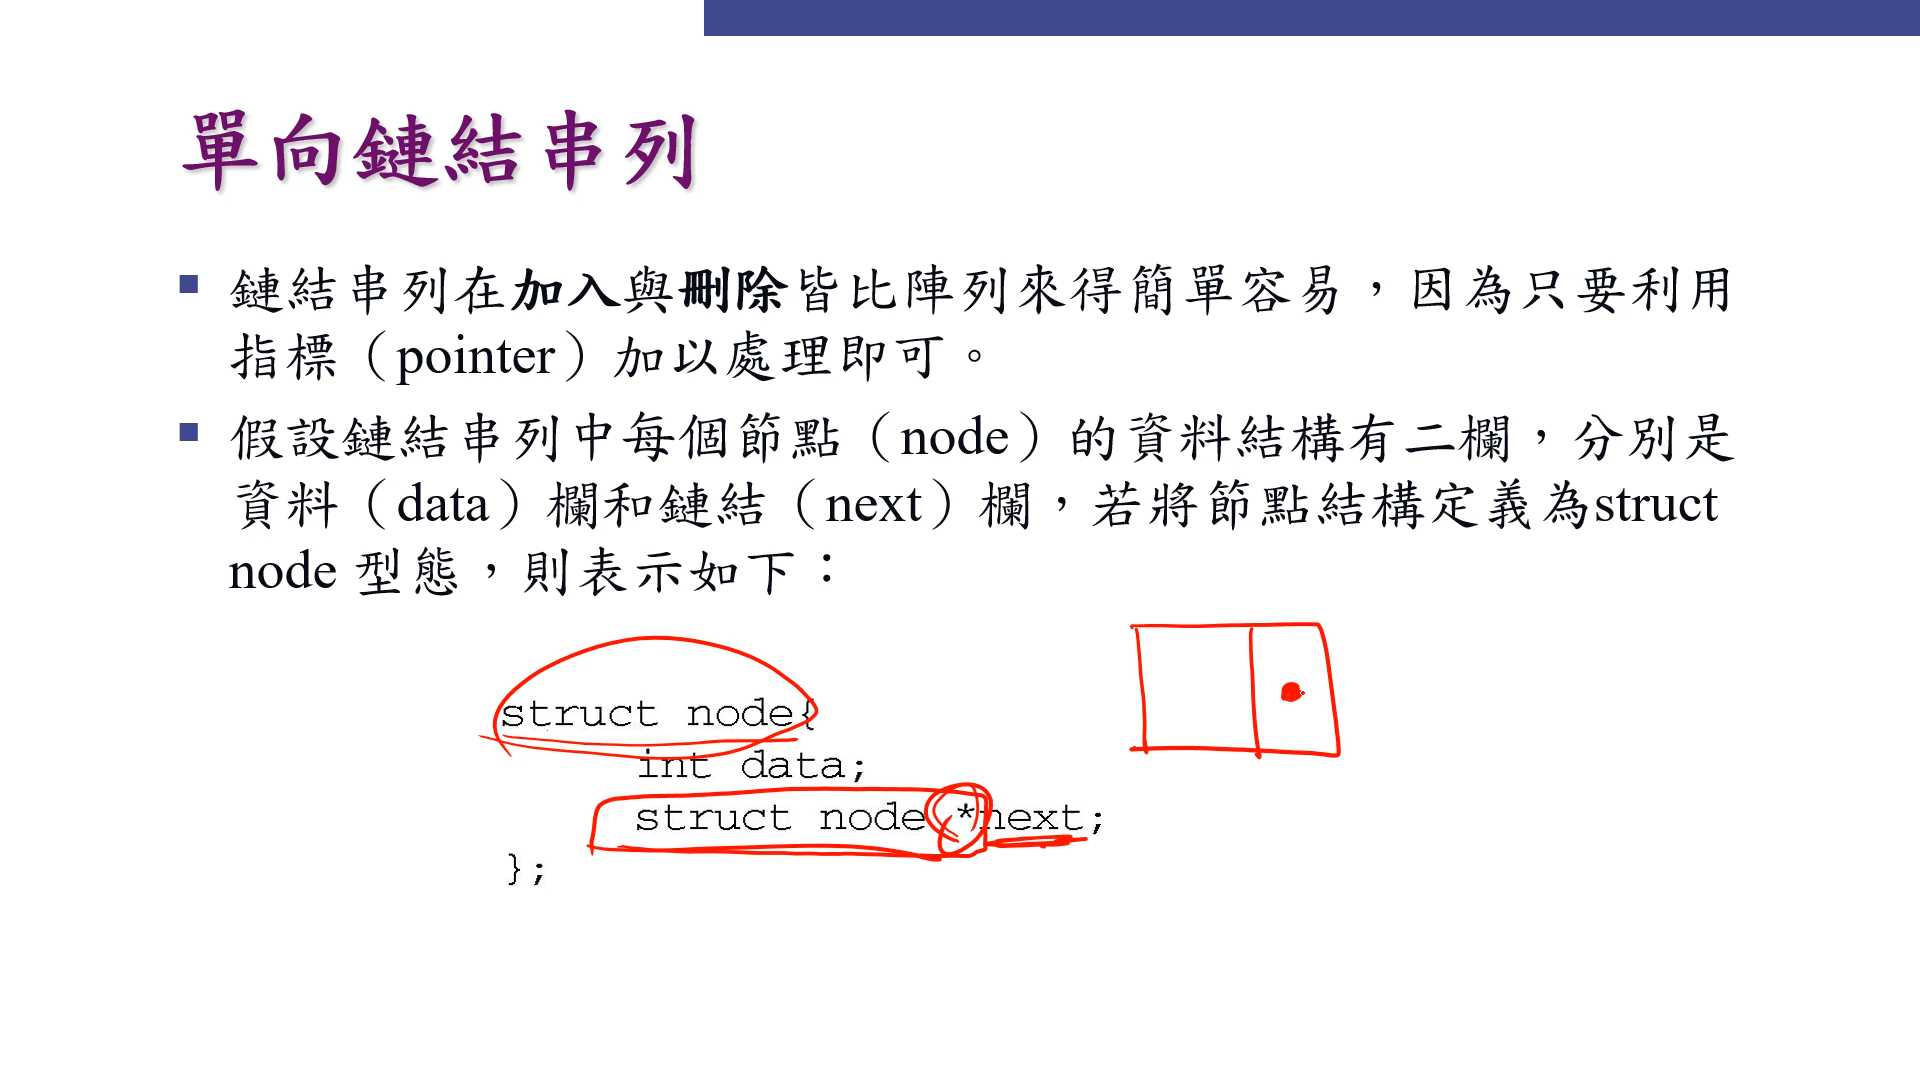 單向鏈結串列
鏈結串列在加入與刪除皆比陣列來得簡單容易，因為只要利用
指標（pointer）加以處理即可。
假設鏈結串列中每個節點（node）的資料結構有二欄，分別是
資料（data）欄和鏈結（next）欄，若將節點結構定義為struct
node 型態，則表示如下：
struct node{
int data;
struct node *next;
};